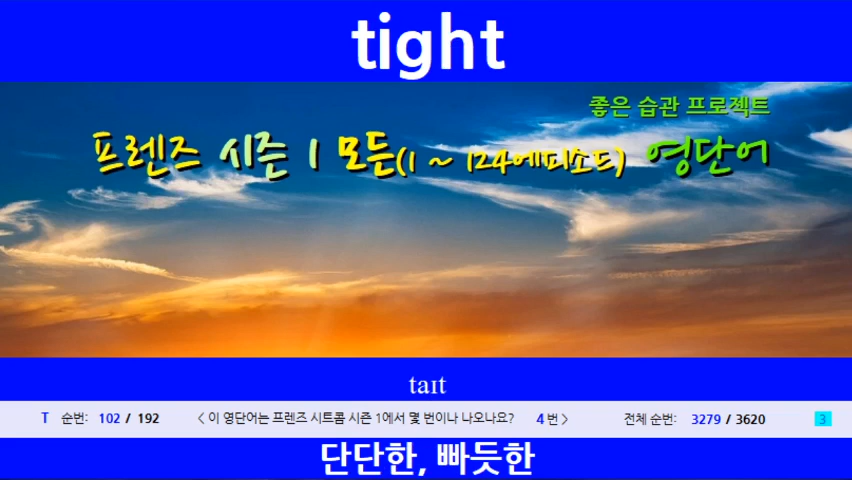 tight
좋은 습관 프로젝트
프렌즈 시즌 1 모든(1 ~ 124에피소드) 영단어
taɪt
T 순번: 102 / 192 < 이 영단어는 프렌즈 시트콤 시즌 1에서 몇 번이나 나오나요? 4 번 > 전체 순번: 3279 / 3620 3
단단한, 빠듯한